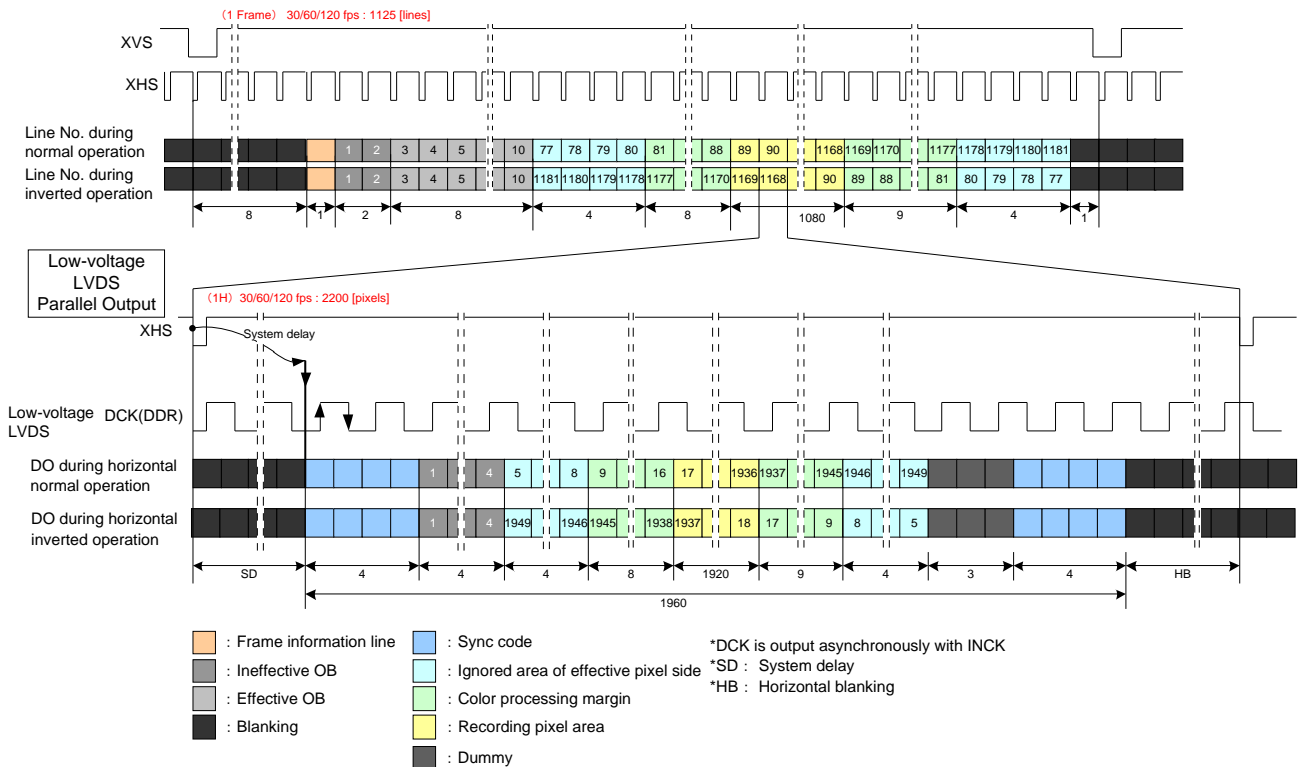 （1 Frame） 30/60/120 fps : 1125 [lines]
XVS
8
XHS
Line No. during
normal operation
1 2 3 4 5 10 77 78 79 80 81 88 89 90 1168 1169 1170 1177 1178 1179 1180 1181
Line No. during
inverted operation
1 2 3 4 5 10 1181 1180 1179 1178 1177 1170 1169 1168 90 89 88 81 80 79 78 77
8 1 2 8 4 8 1080 9 4 1
Low-voltage
LVDS
Parallel Output
（1H）30/60/120 fps : 2200 [pixels]
XHS
System delay
Low-voltage
LVDS
DCK(DDR)
DO during horizontal
normal operation
1 4 5 8 9 16 17 1936 1937 1945 1946 1949
DO during horizontal
inverted operation
1 4 1949 1946 1945 1938 1937 18 17 9 8 5
SD 4 4 4 8 1920 9 4 3 4 HB
1960
: Frame information line
: Ineffective OB
: Effective OB
: Blanking
: Sync code
: Ignored area of effective pixel side
: Color processing margin
: Recording pixel area
: Dummy
*DCK is output asynchronously with INCK
*SD : System delay
*HB : Horizontal blanking